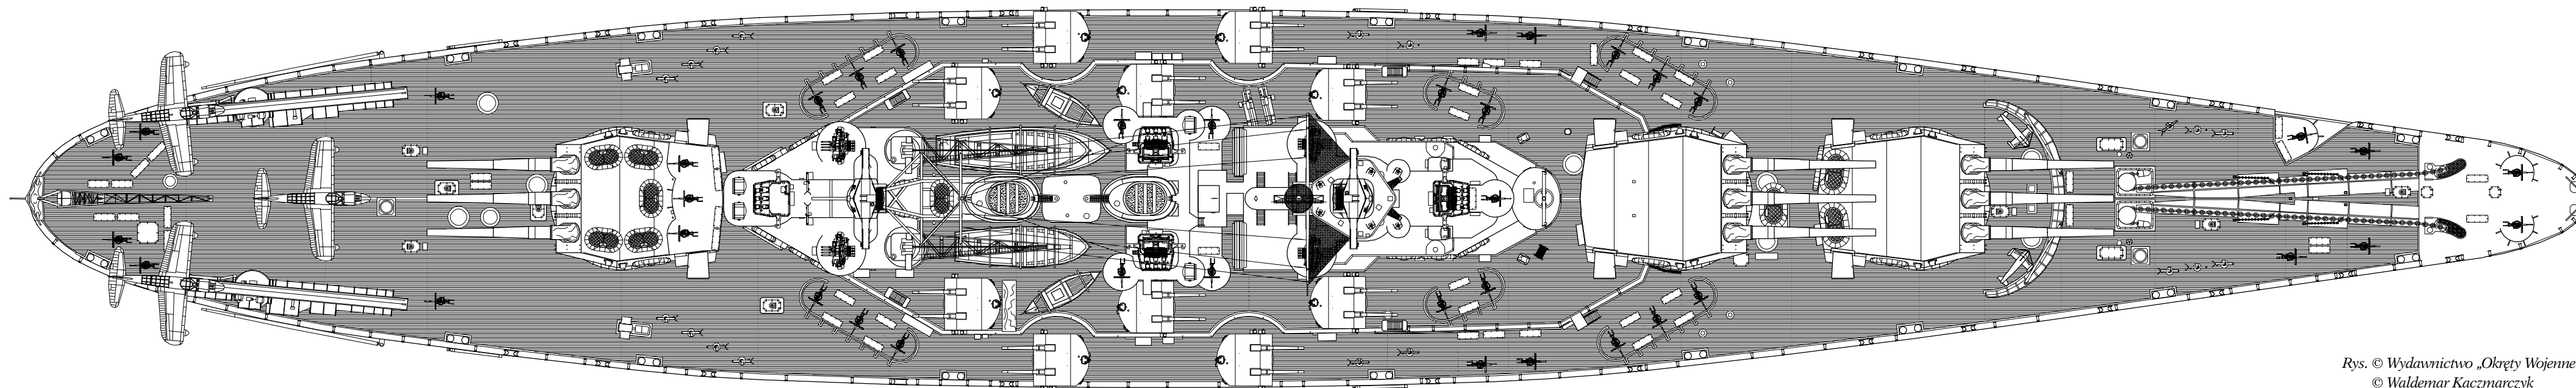 Rys. © Wydawnictwo „Okręty Wojenne
© Waldemar Kaczmarczyk